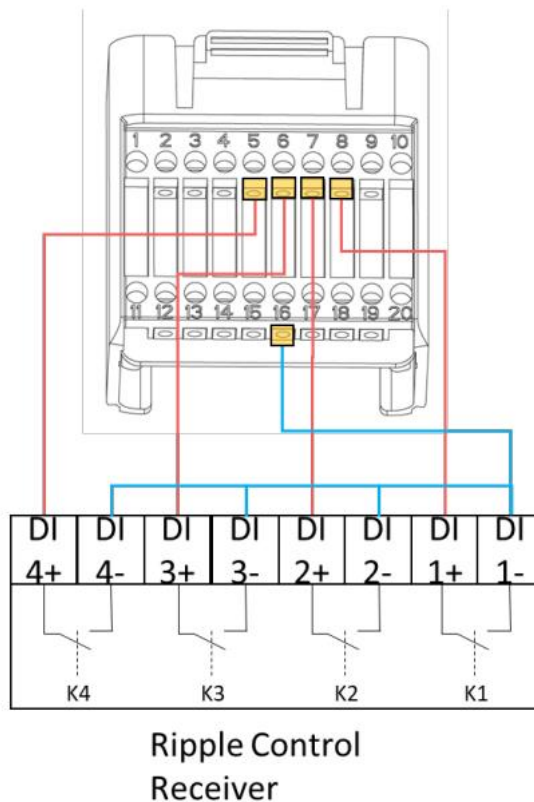 1 2 3 4 5 6 7 8 9 10
11 12 13 14 15 16 17 18 19 20
DI DI DI DI DI DI DI DI
4+ 4- 3+ 3- 2+ 2- 1+ 1-
K4 K3 K2 K1
Ripple Control
Receiver